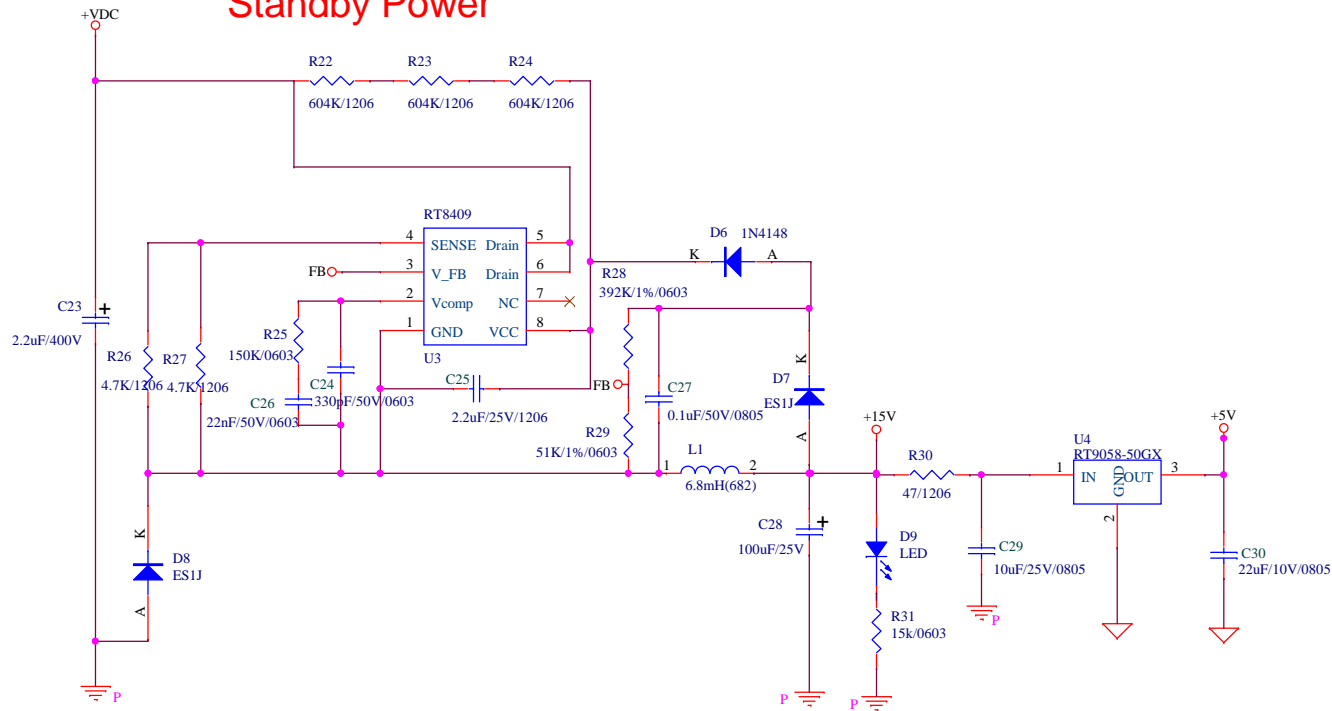 Standby Power
+VDC
R22
R23
R24
604K/1206
604K/1206
604K/1206
RT8409
4
SENSE
Drain
5
FB
3
V_FB
Drain
6
2
Vcomp
NC
7
1
GND
VCC
8
U3
D6
1N4148
K
A
R28
392K/1%/0603
C23
2.2uF/400V
R26
4.7K/1206
R27
4.7K/1206
R25
150K/0603
C24
330pF/50V/0603
C26
22nF/50V/0603
C25
2.2uF/25V/1206
FB
C27
0.1uF/50V/0805
K
D7
ES1J
A
R29
51K/1%/0603
L1
1
2
6.8mH(682)
+15V
R30
47/1206
U4
RT9058-50GX
1
IN
GND
OUT
3
2
+5V
K
D8
ES1J
A
C28
100uF/25V
D9
LED
C29
10uF/25V/0805
C30
22uF/10V/0805
R31
15k/0603
P
P
P
P